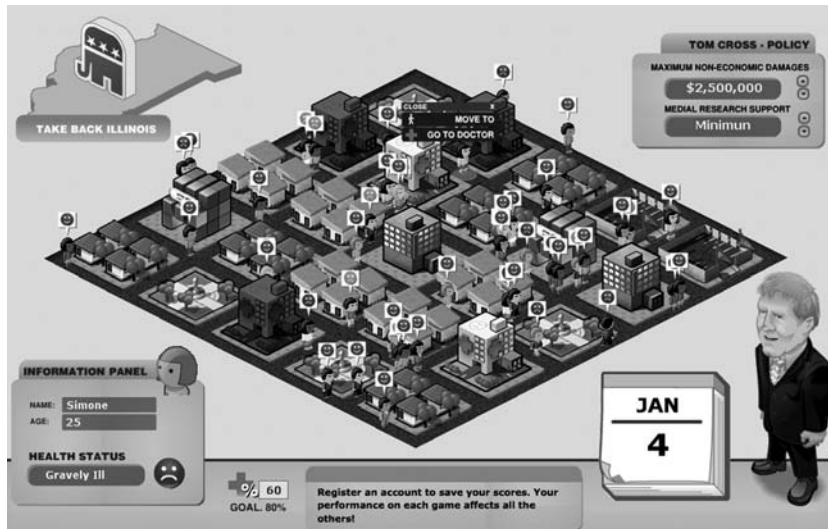 TAKE BACK ILLINOIS
CLOSE X
MOVE TO
GO TO DOCTOR
TOM CROSS - POLICY
MAXIMUM NON-ECONOMIC DAMAGES
$2,500,000
MEDIAL RESEARCH SUPPORT
Minimun
INFORMATION PANEL
NAME: Simone
AGE: 25
HEALTH STATUS
Gravely Ill
% 60
GOAL. 80%
Register an account to save your scores. Your
performance on each game affects all the
others!
JAN
4